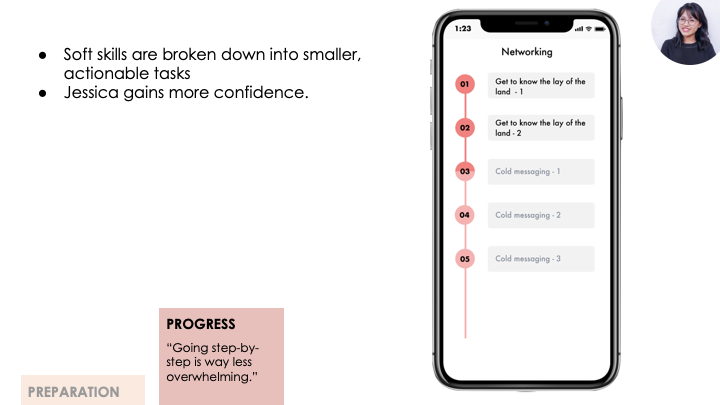 ● Soft skills are broken down into smaller,
actionable tasks
● Jessica gains more confidence.
PROGRESS
“Going step-by-
step is way less
overwhelming.”
PREPARATION
1:23
Networking
01
Get to know the lay of the
land - 1
02
Get to know the lay of the
land - 2
03
Cold messaging - 1
04
Cold messaging - 2
05
Cold messaging - 3